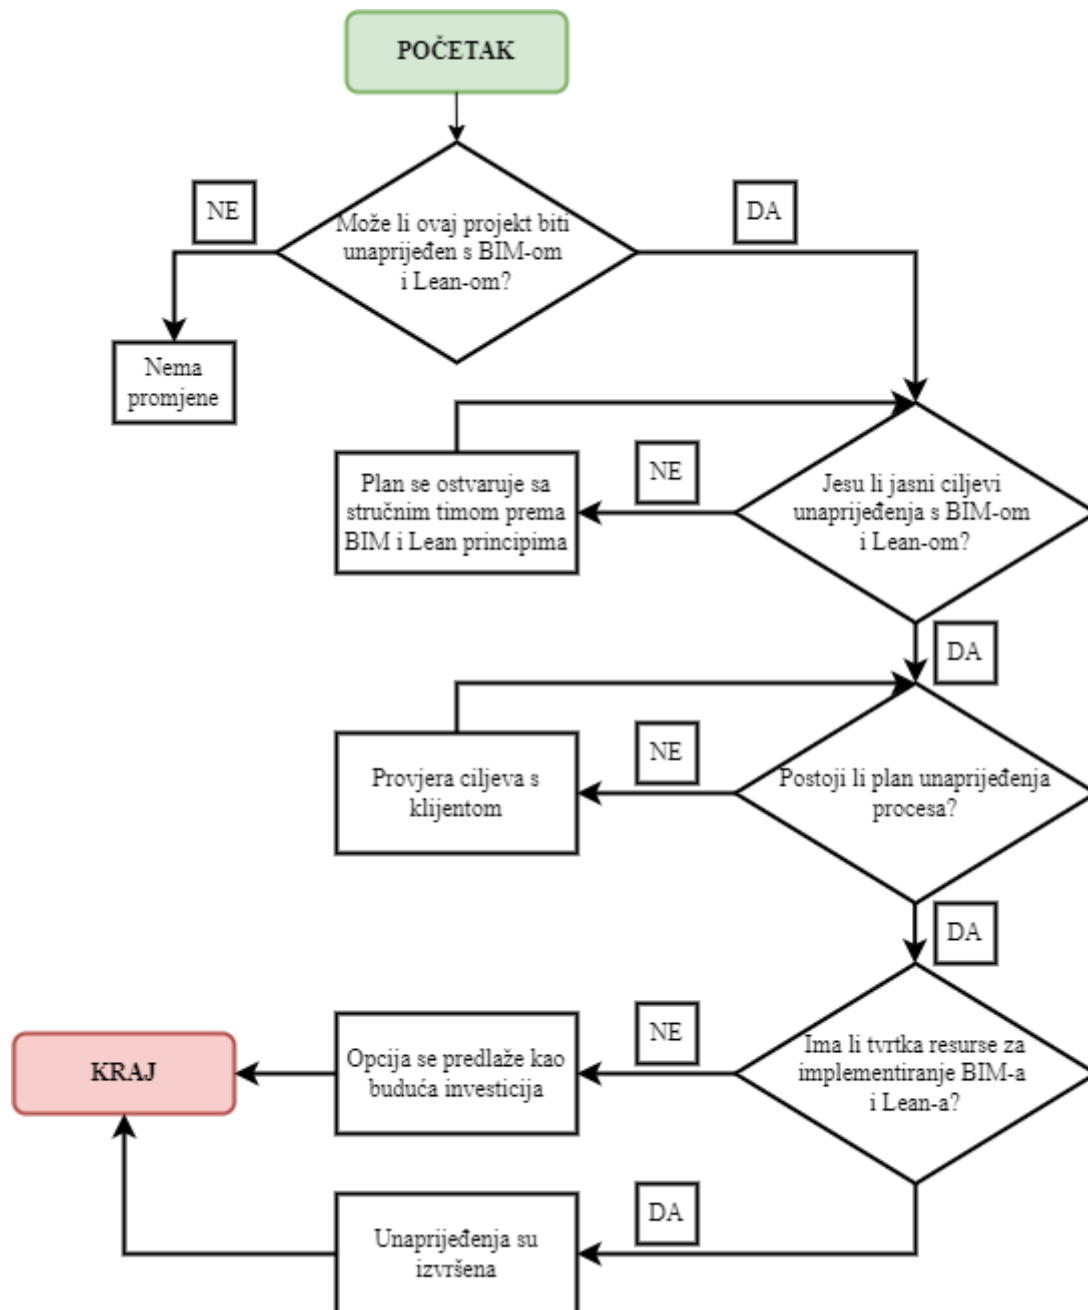 POČETAK
NE
DA
Može li ovaj projekt biti
unaprijeđen s BIM-om
i Lean-om?
Nema
promjene
Plan se ostvaruje sa
stručnim timom prema
BIM i Lean principima
NE
Jesu li jasni ciljevi
unaprijeđenja s BIM-om
i Lean-om?
DA
Provjera ciljeva s
klijentom
NE
Postoji li plan unaprijeđenja
procesa?
DA
KRAJ
Opcija se predlaže kao
buduća investicija
NE
Ima li tvrtka resurse za
implementiranje BIM-a
i Lean-a?
Unaprijeđenja su
izvršena
DA